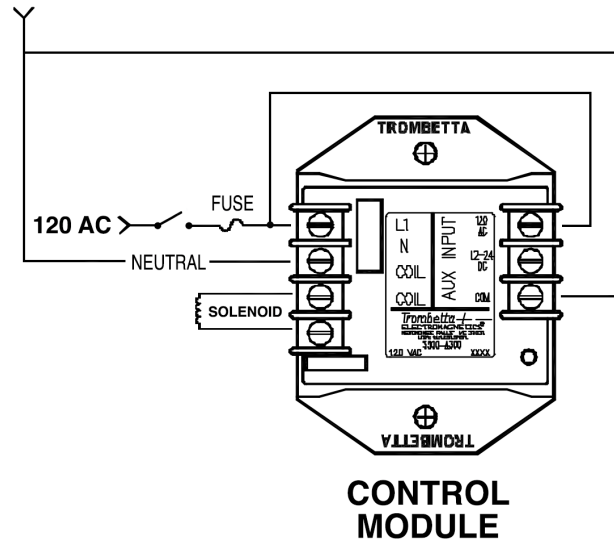 TROMBETTA
FUSE
120 AC
NEUTRAL
SOLENOID
L1
N
COIL
COIL
AUX INPUT
120
AC
12-24
DC
COM
Trombetta
ELECTROMAGNETICS
120 VAC
XXXX
TROMBETTA
CONTROL
MODULE